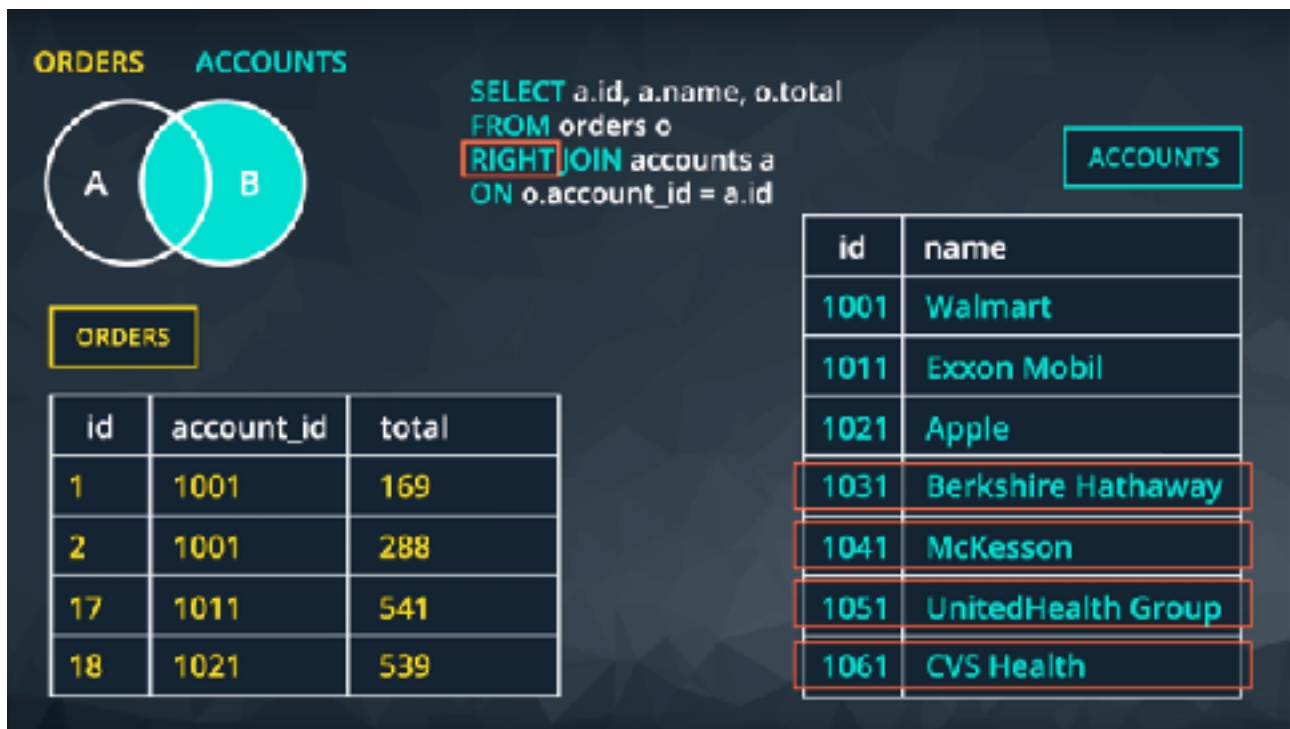 ORDERS ACCOUNTS
A B
SELECT a.id, a.name, o.total
FROM orders o
RIGHT JOIN accounts a
ON o.account_id = a.id
ACCOUNTS
id name
1001 Walmart
1011 Exxon Mobil
1021 Apple
1031 Berkshire Hathaway
1041 McKesson
1051 UnitedHealth Group
1061 CVS Health
ORDERS
id account_id total
1 1001 169
2 1001 288
17 1011 541
18 1021 539